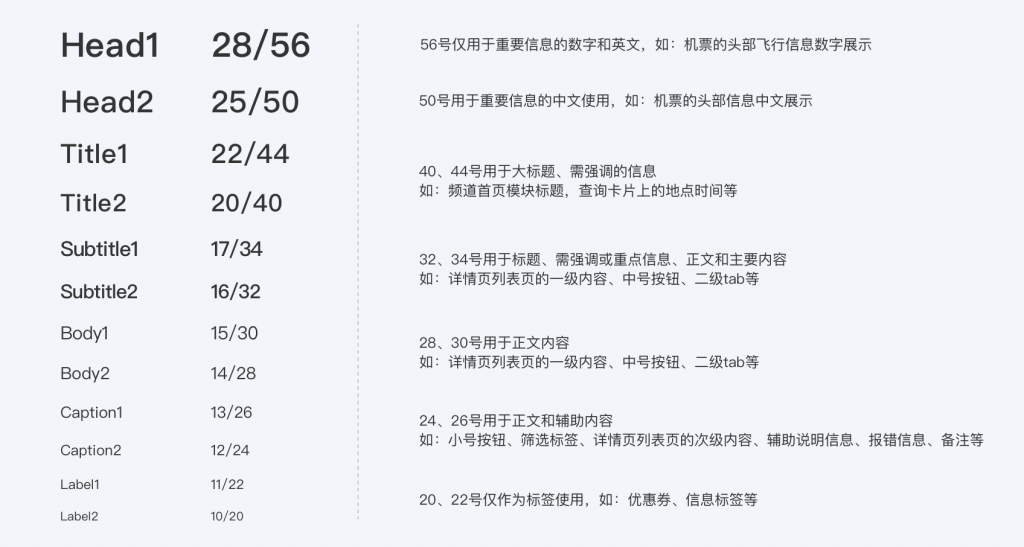 Head1 28/56 56号仅用于重要信息的数字和英文，如：机票的头部飞行信息数字展示
Head2 25/50 50号用于重要信息的中文使用，如：机票的头部信息中文展示
Title1 22/44
40、44号用于大标题、需强调的信息
如：频道首页模块标题，查询卡片上的地点时间等
Title2 20/40
Subtitle1 17/34
32、34号用于标题、需强调或重点信息、正文和主要内容
如：详情页列表页的一级内容、中号按钮、二级tab等
Subtitle2 16/32
Body1 15/30
28、30号用于正文内容
如：详情页列表页的一级内容、中号按钮、二级tab等
Body2 14/28
Caption1 13/26
24、26号用于正文和辅助内容
如：小号按钮、筛选标签、详情页列表页的次级内容、辅助说明信息、报错信息、备注等
Caption2 12/24
Label1 11/22
20、22号仅作为标签使用，如：优惠券、信息标签等
Label2 10/20